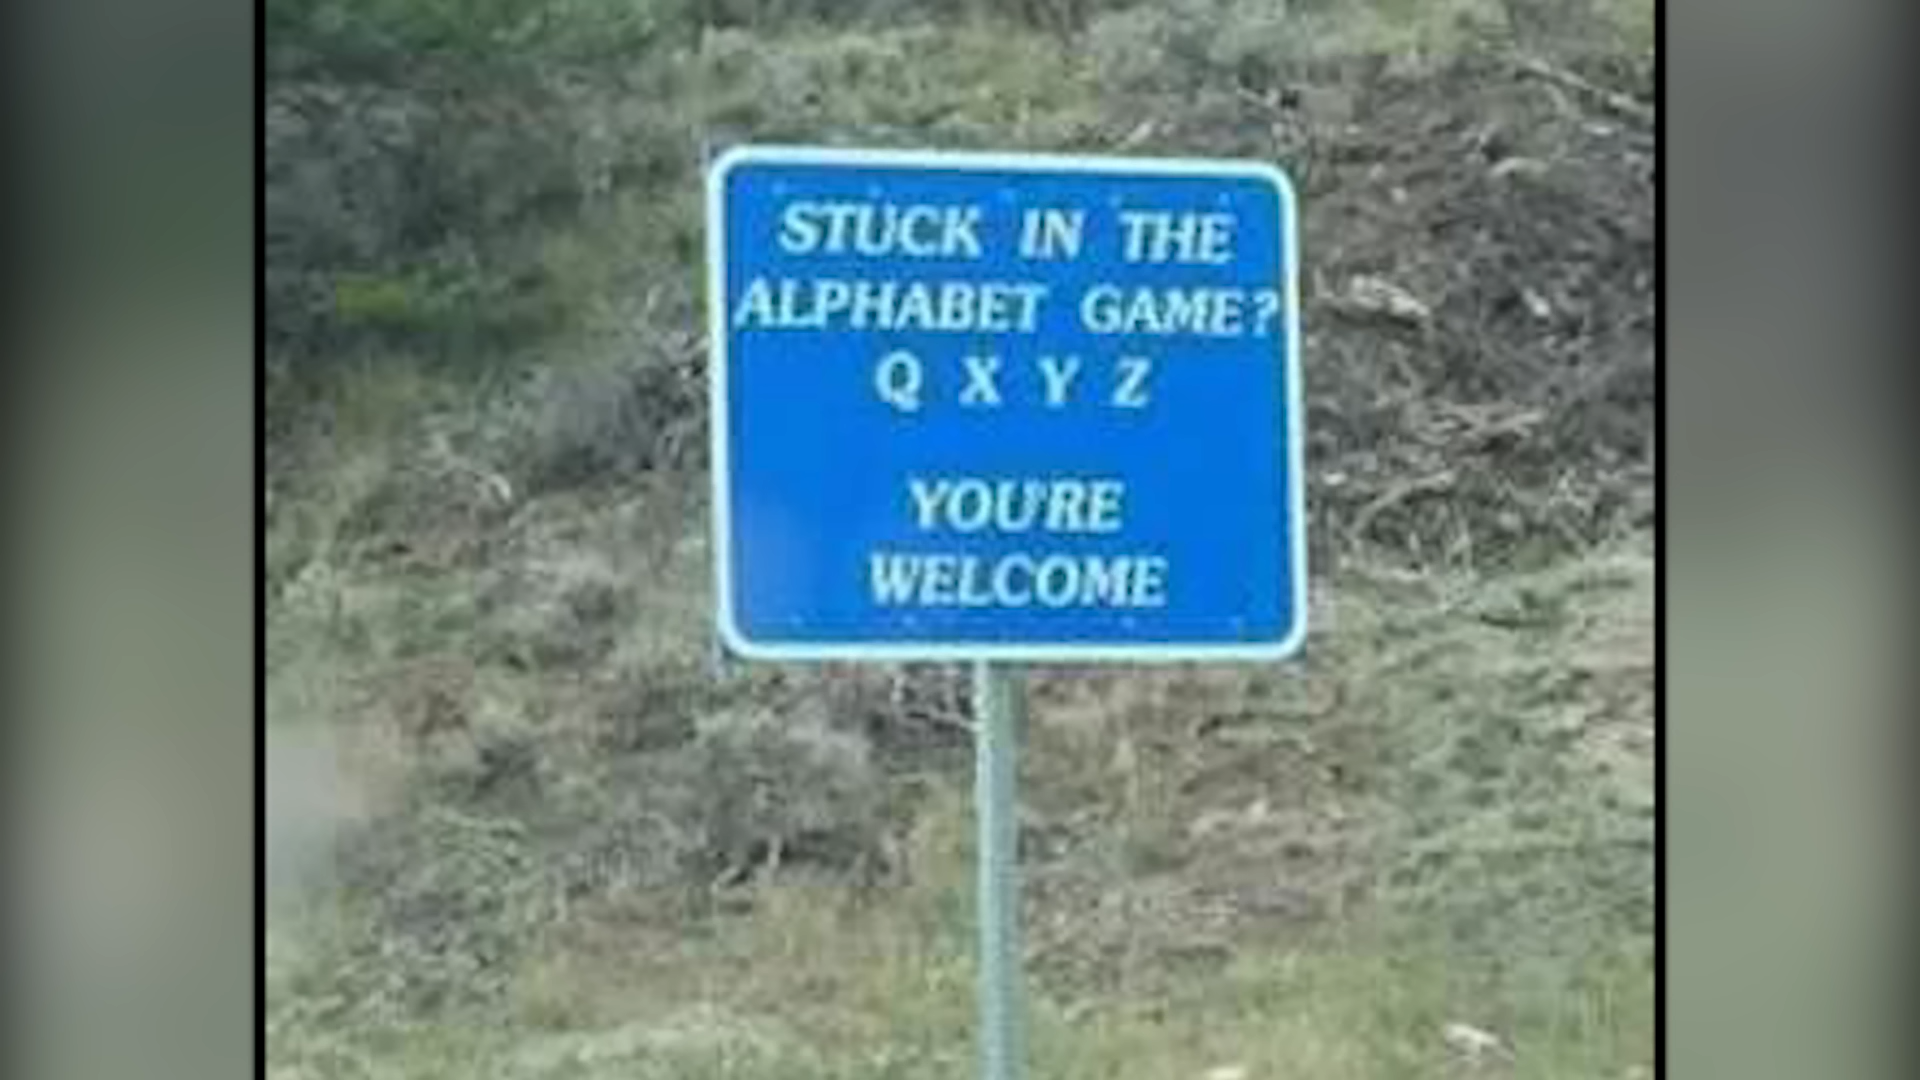 STUCK IN THE
ALPHABET GAME?
Q X Y Z
YOU'RE
WELCOME